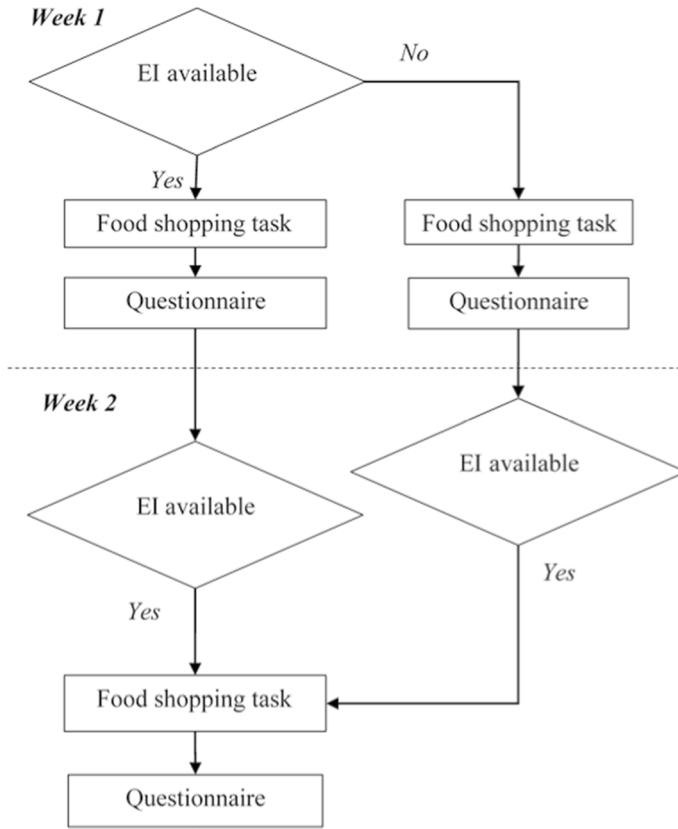 Week 1
EI available
No
Yes
Food shopping task
Food shopping task
Questionnaire
Questionnaire
Week 2
EI available
EI available
Yes
Yes
Food shopping task
Questionnaire